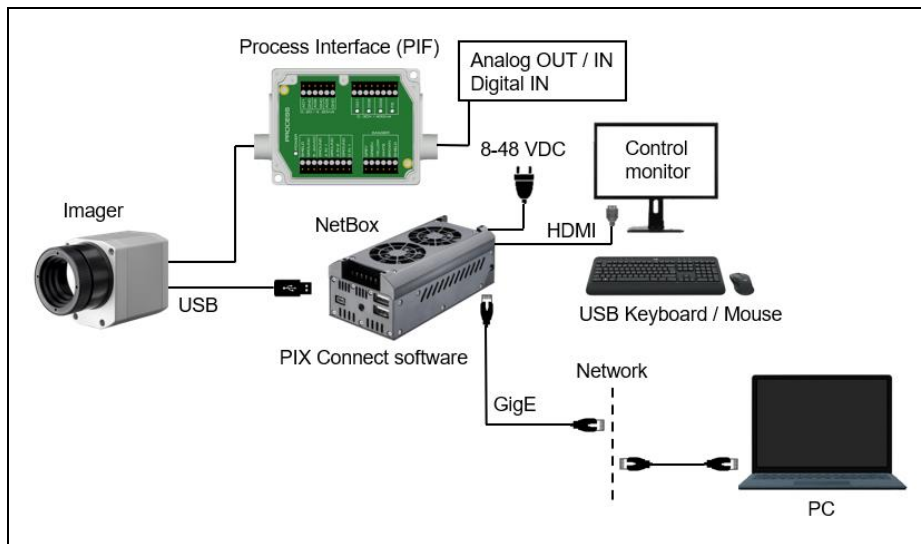 Process Interface (PIF)
Analog OUT / IN
Digital IN
8-48 VDC
Control
monitor
Imager
NetBox
HDMI
USB
USB Keyboard / Mouse
PIX Connect software
Network
GigE
PC
PROCESS